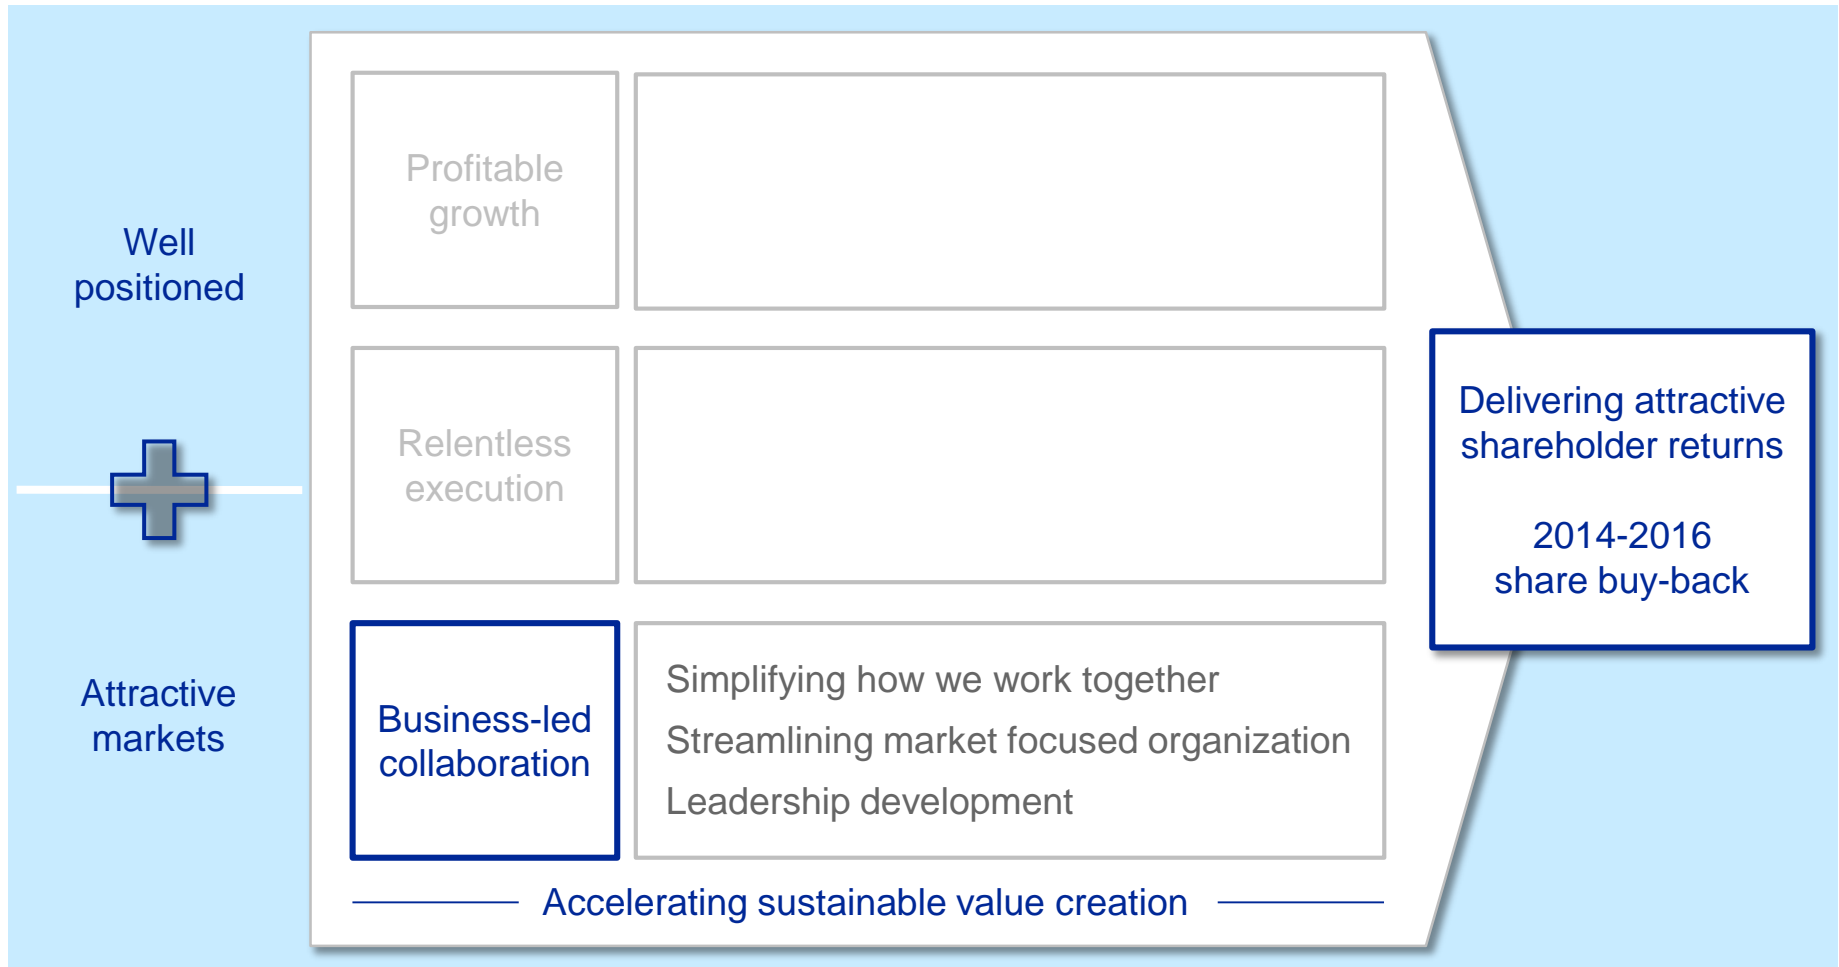 Well
positioned
Attractive
markets
Profitable
growth
Relentless
execution
Business-led
collaboration
Simplifying how we work together
Streamlining market focused organization
Leadership development
Accelerating sustainable value creation
Delivering attractive
shareholder returns
2014-2016
share buy-back